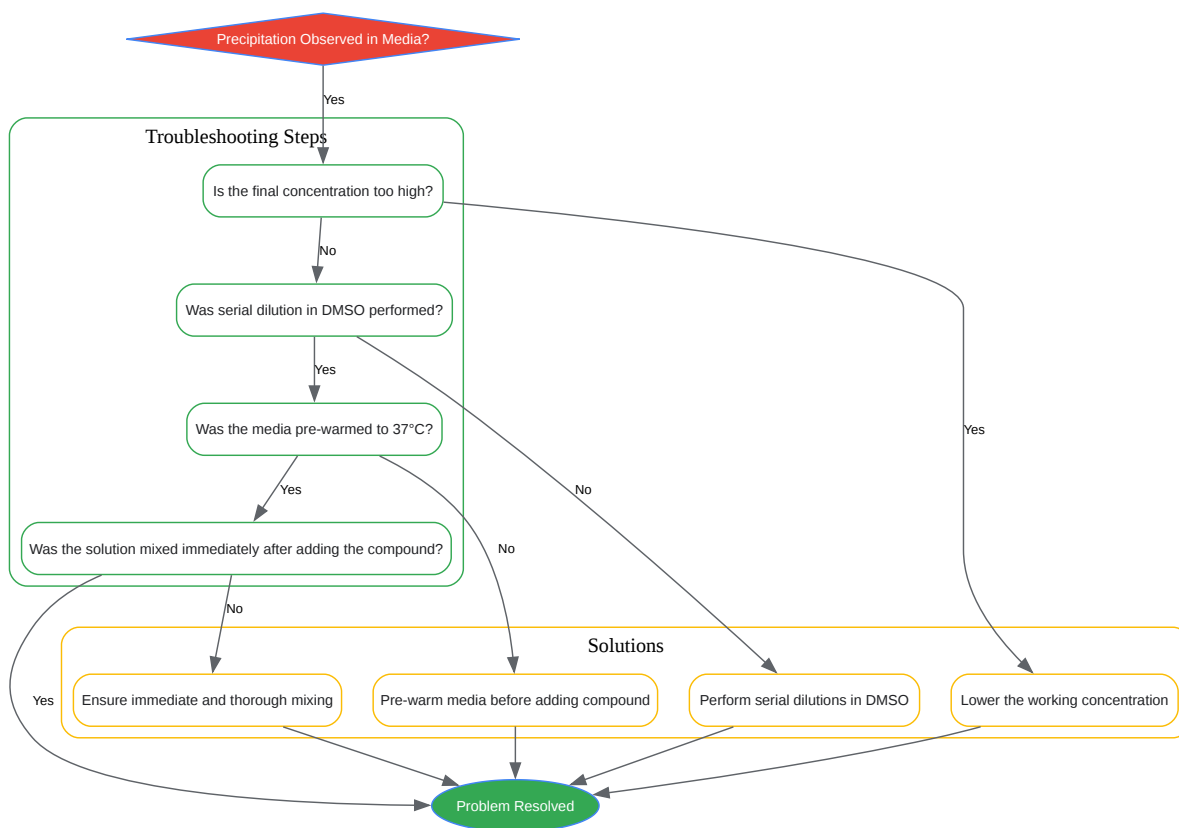 Precipitation Observed in Media?
Yes
Troubleshooting Steps
Is the final concentration too high?
No
Was serial dilution in DMSO performed?
Yes
Was the media pre-warmed to 37°C?
Yes
Yes
No
No
Was the solution mixed immediately after adding the compound?
No
Yes
Solutions
Ensure immediate and thorough mixing
Pre-warm media before adding compound
Perform serial dilutions in DMSO
Lower the working concentration
Problem Resolved